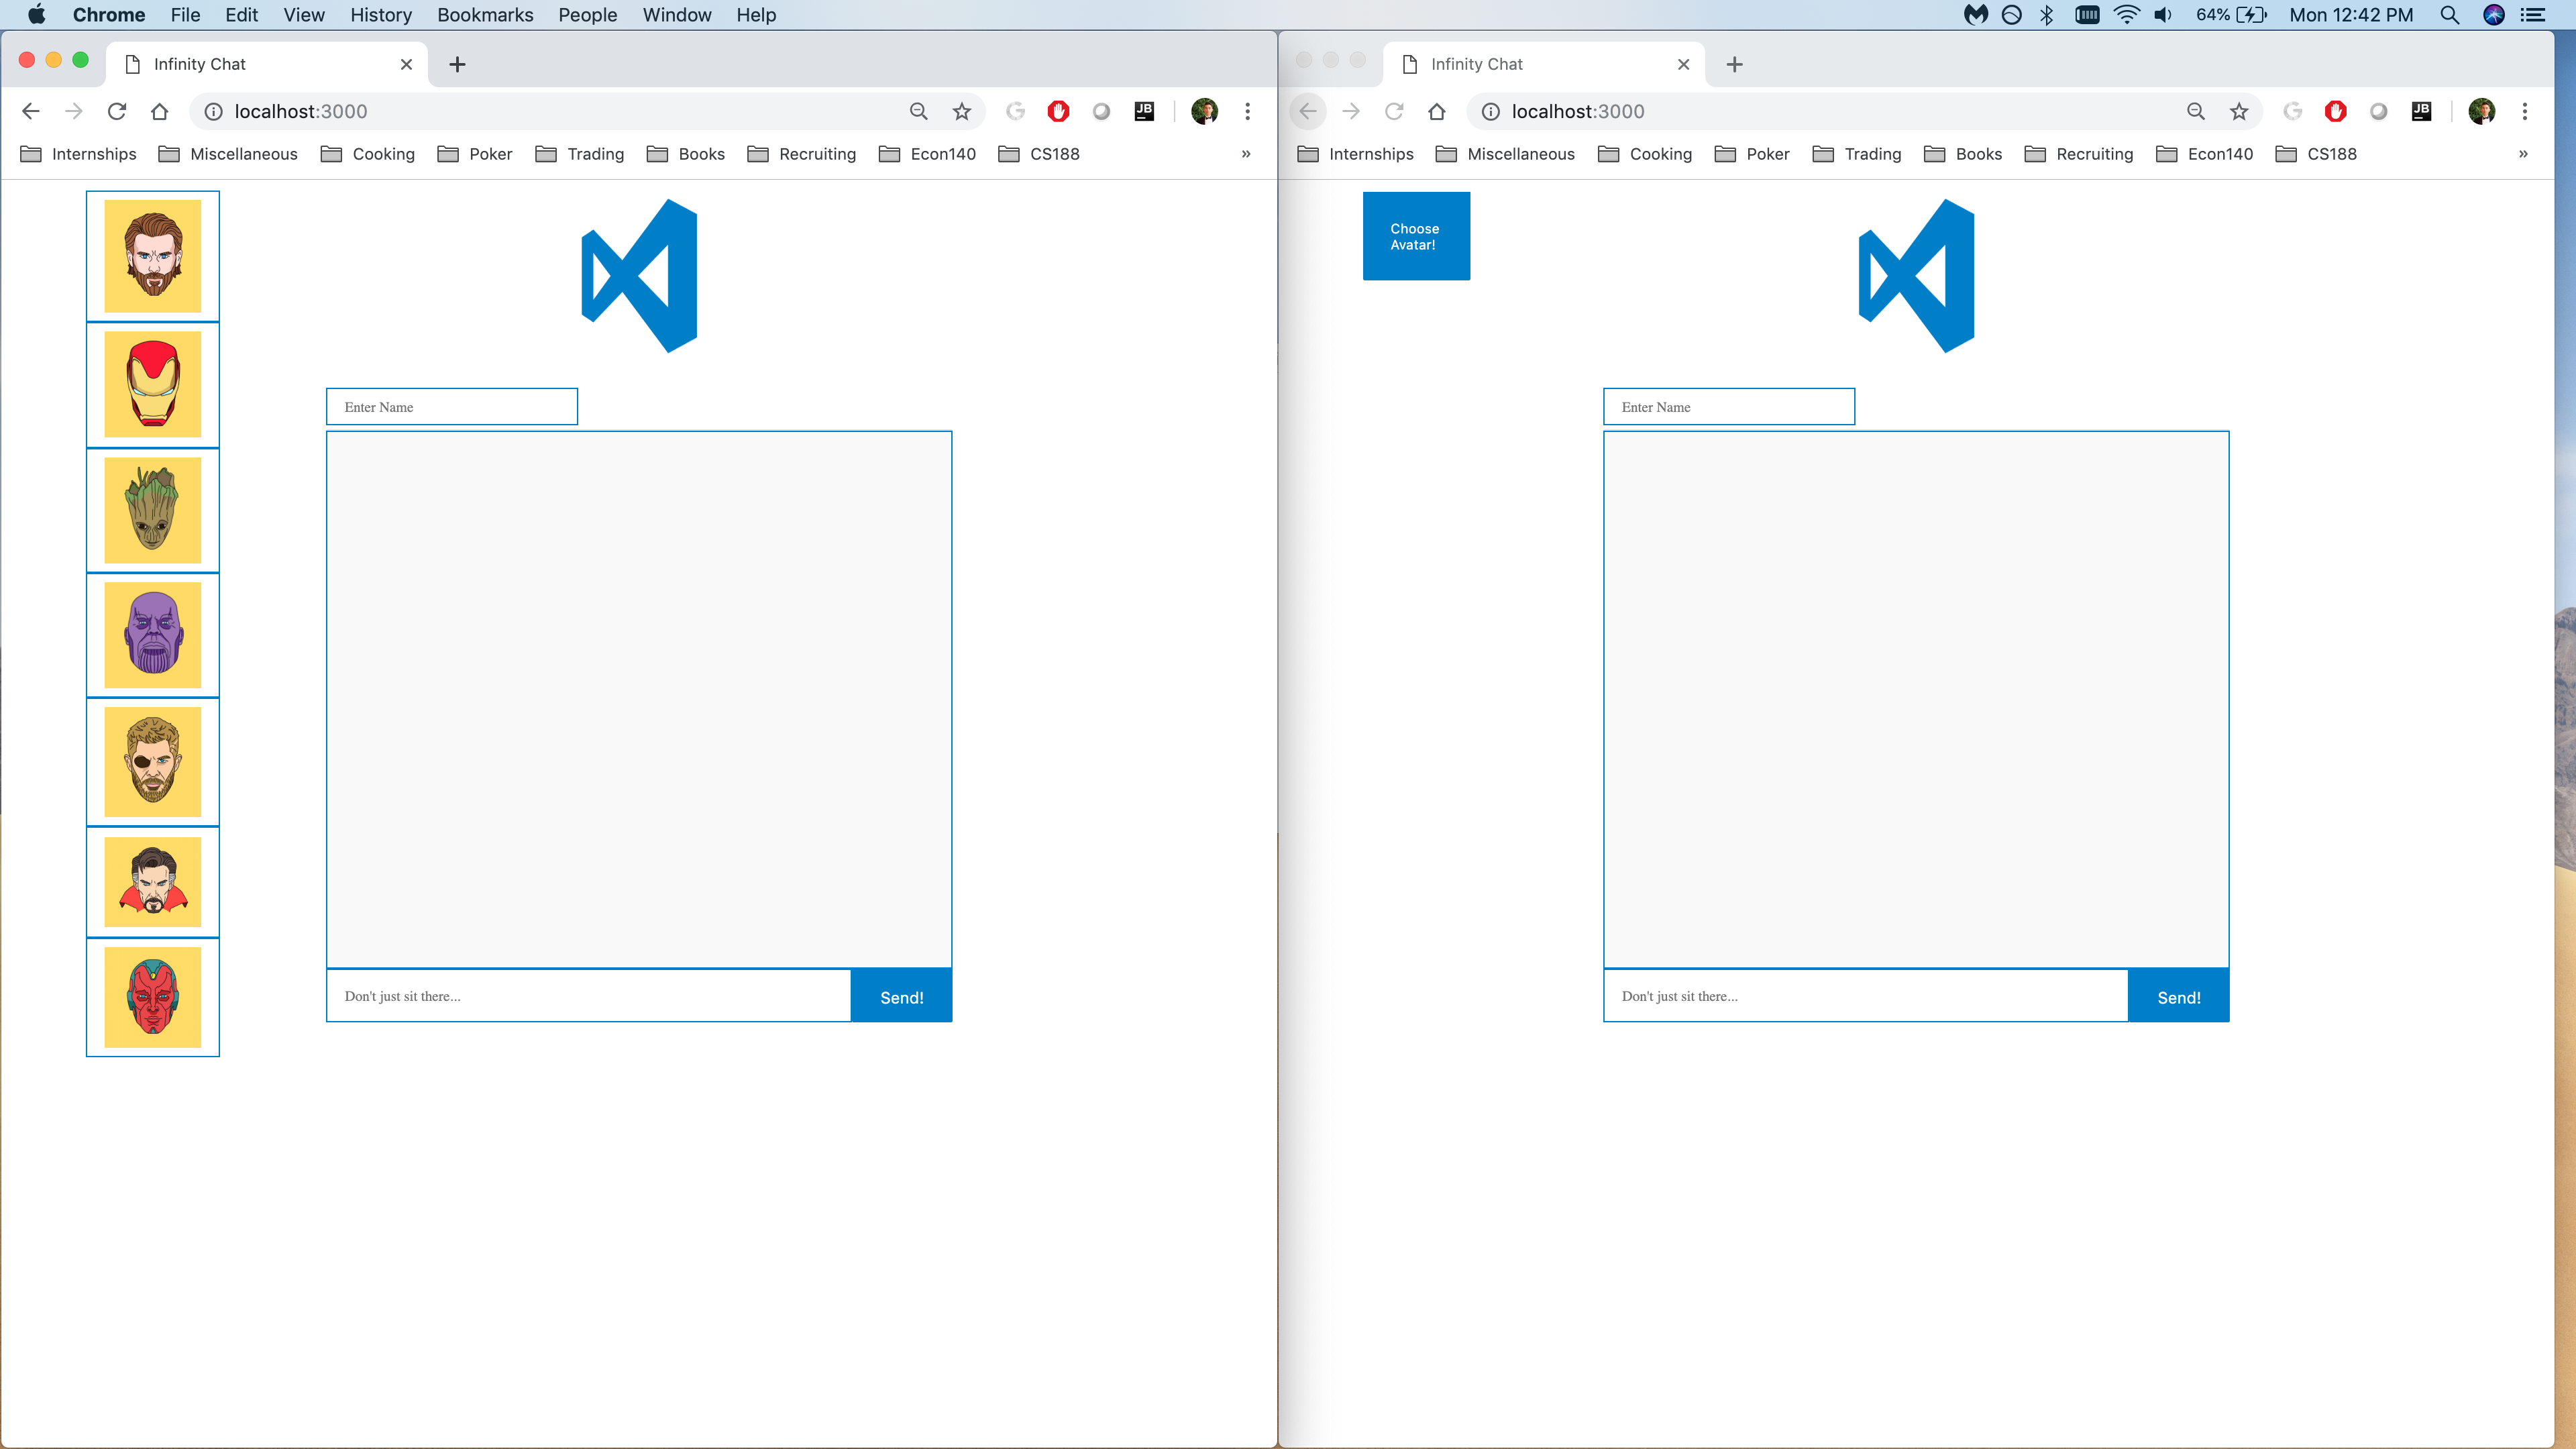 Chrome File Edit View History Bookmarks People Window Help 64% Mon 12:42 PM
Infinity Chat
localhost:3000
JB
Internships Miscellaneous Cooking Poker Trading Books Recruiting Econ140 CS188 »
Enter Name
Don't just sit there...
Send!
Infinity Chat
localhost:3000
JB
Internships Miscellaneous Cooking Poker Trading Books Recruiting Econ140 CS188 »
Choose
Avatar!
Enter Name
Don't just sit there...
Send!